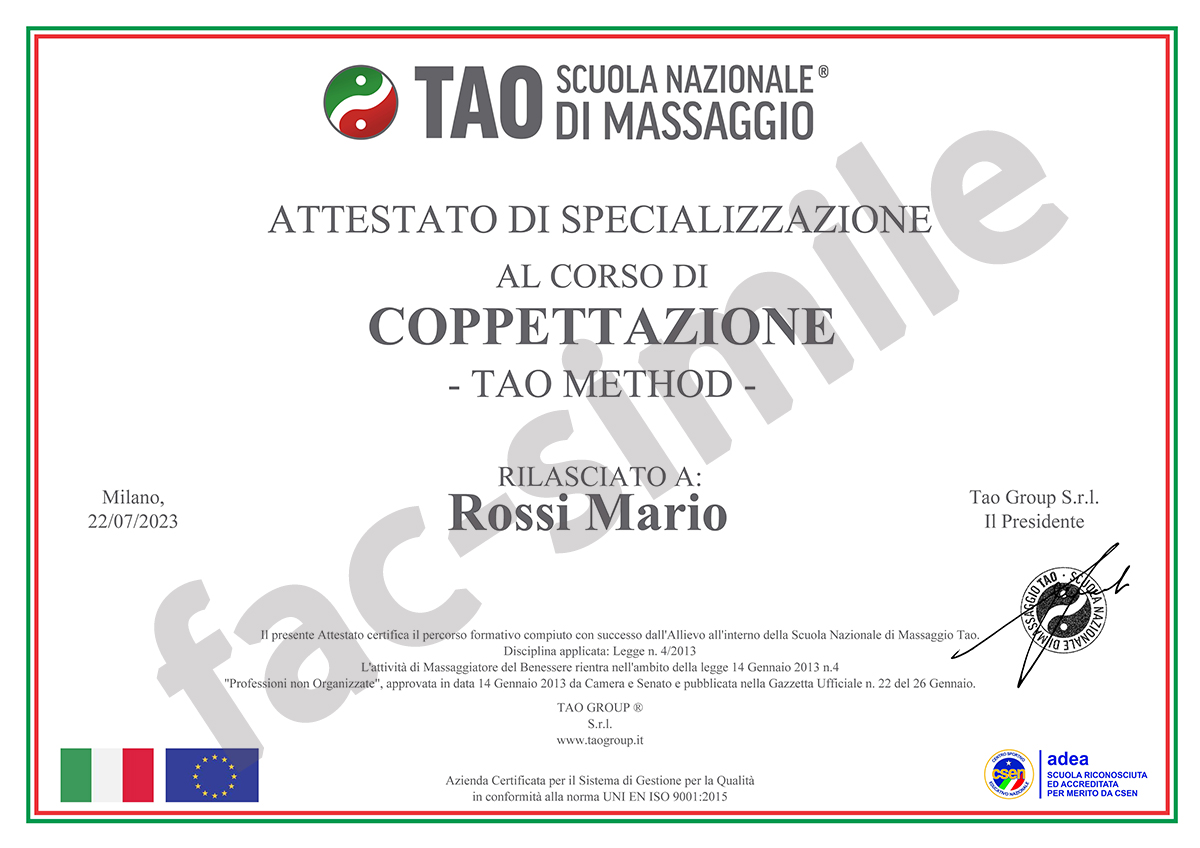 TAO SCUOLA NAZIONALE®
DI MASSAGGIO
ATTESTATO DI SPECIALIZZAZIONE
AL CORSO DI
COPPETTAZIONE
- TAO METHOD -
fac-simile
RILASCIATO A:
Rossi Mario
Milano,
22/07/2023
Tao Group S.r.l.
Il Presidente
TAO · SCUOLA NAZIONALE DI MASSAGGIO
Il presente Attestato certifica il percorso formativo compiuto con successo dall'Allievo all'interno della Scuola Nazionale di Massaggio Tao.
Disciplina applicata: Legge n. 4/2013
L'attività di Massaggiatore del Benessere rientra nell'ambito della legge 14 Gennaio 2013 n.4
"Professioni non Organizzate", approvata in data 14 Gennaio 2013 da Camera e Senato e pubblicata nella Gazzetta Ufficiale n. 22 del 26 Gennaio.
TAO GROUP ®
S.r.l.
www.taogroup.it
Azienda Certificata per il Sistema di Gestione per la Qualità
in conformità alla norma UNI EN ISO 9001:2015
CENTRO SPORTIVO
csen
EDUCATIVO NAZIONALE
adea
SCUOLA RICONOSCIUTA
ED ACCREDITATA
PER MERITO DA CSEN